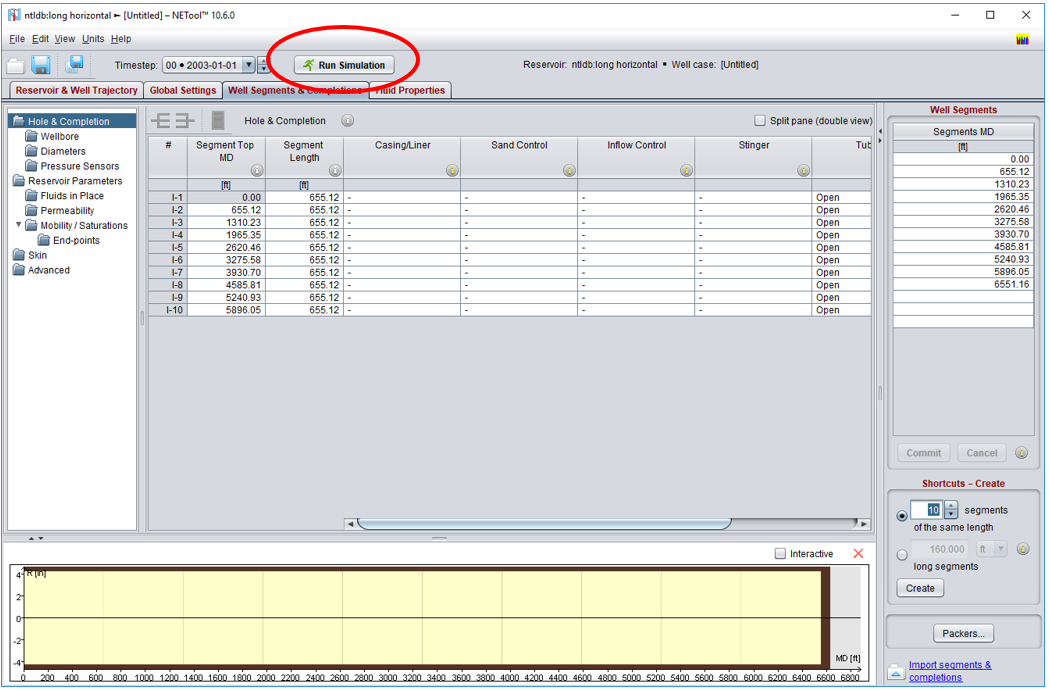 ntldb:long horizontal ► [Untitled] – NETool™ 10.6.0
File Edit View Units Help
Timestep: 00 ● 2003-01-01 Run Simulation Reservoir: ntldb:long horizontal ● Well case: [Untitled]
Reservoir & Well Trajectory Global Settings Well Segments & Completions Fluid Properties
Hole & Completion
Wellbore
Diameters
Pressure Sensors
Reservoir Parameters
Fluids in Place
Permeability
Mobility / Saturations
End-points
Skin
Advanced
Hole & Completion Split pane (double view)
# Segment Top MD Segment Length Casing/Liner Sand Control Inflow Control Stinger Tub
[ft] [ft]
I-1 0.00 655.12 - - - - Open
I-2 655.12 655.12 - - - - Open
I-3 1310.23 655.12 - - - - Open
I-4 1965.35 655.12 - - - - Open
I-5 2620.46 655.12 - - - - Open
I-6 3275.58 655.12 - - - - Open
I-7 3930.70 655.12 - - - - Open
I-8 4585.81 655.12 - - - - Open
I-9 5240.93 655.12 - - - - Open
I-10 5896.05 655.12 - - - - Open
Well Segments
Segments MD
[ft]
0.00
655.12
1310.23
1965.35
2620.46
3275.58
3930.70
4585.81
5240.93
5896.05
6551.16
Commit Cancel
Shortcuts – Create
10 segments
of the same length
160.000 ft
long segments
Create
Packers...
Import segments &
completions
Interactive
R [in]
4
2
0
-2
-4
MD [ft]
0 200 400 600 800 1000 1200 1400 1600 1800 2000 2200 2400 2600 2800 3000 3200 3400 3600 3800 4000 4200 4400 4600 4800 5000 5200 5400 5600 5800 6000 6200 6400 6600 6800